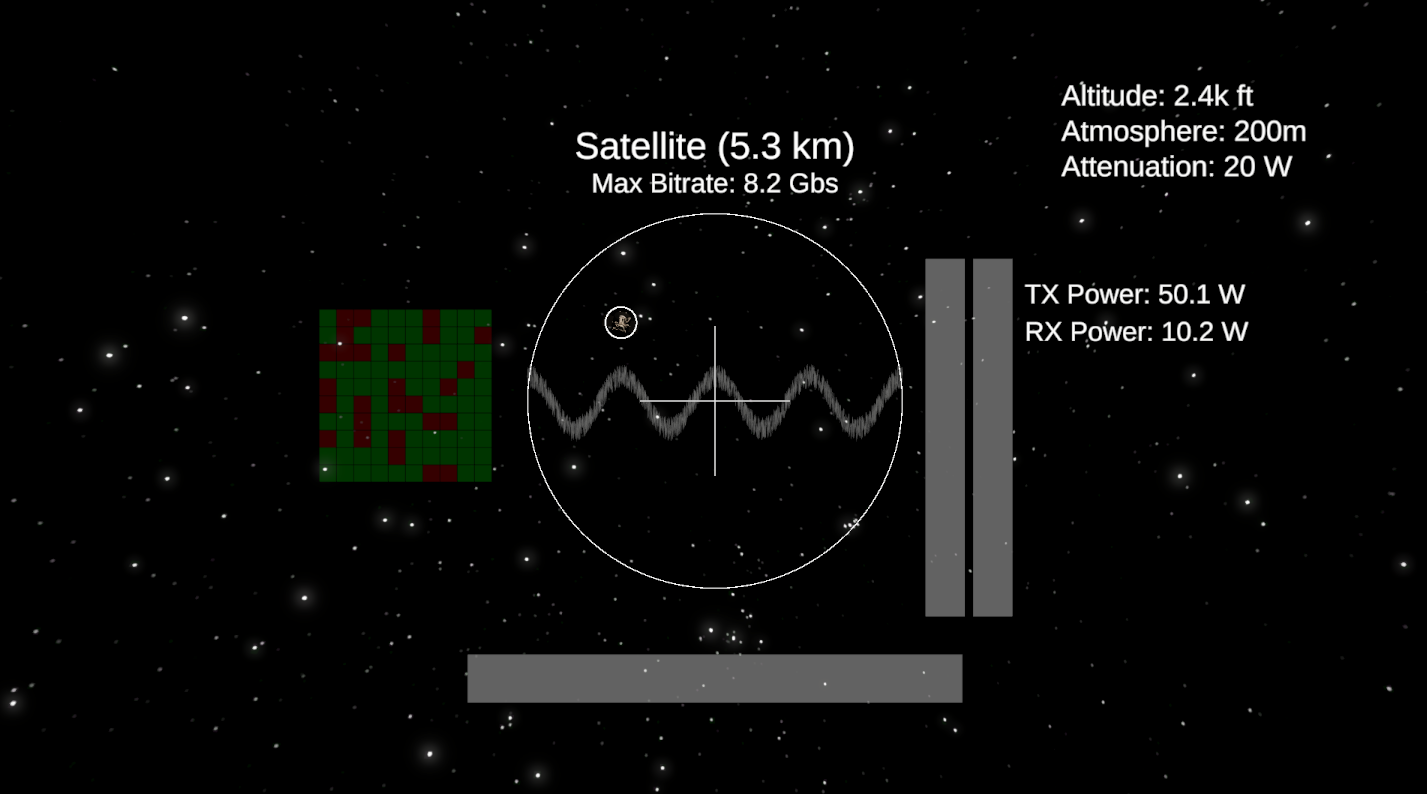 Altitude: 2.4k ft
Atmosphere: 200m
Attenuation: 20 W
Satellite (5.3 km)
Max Bitrate: 8.2 Gbs
TX Power: 50.1 W
RX Power: 10.2 W